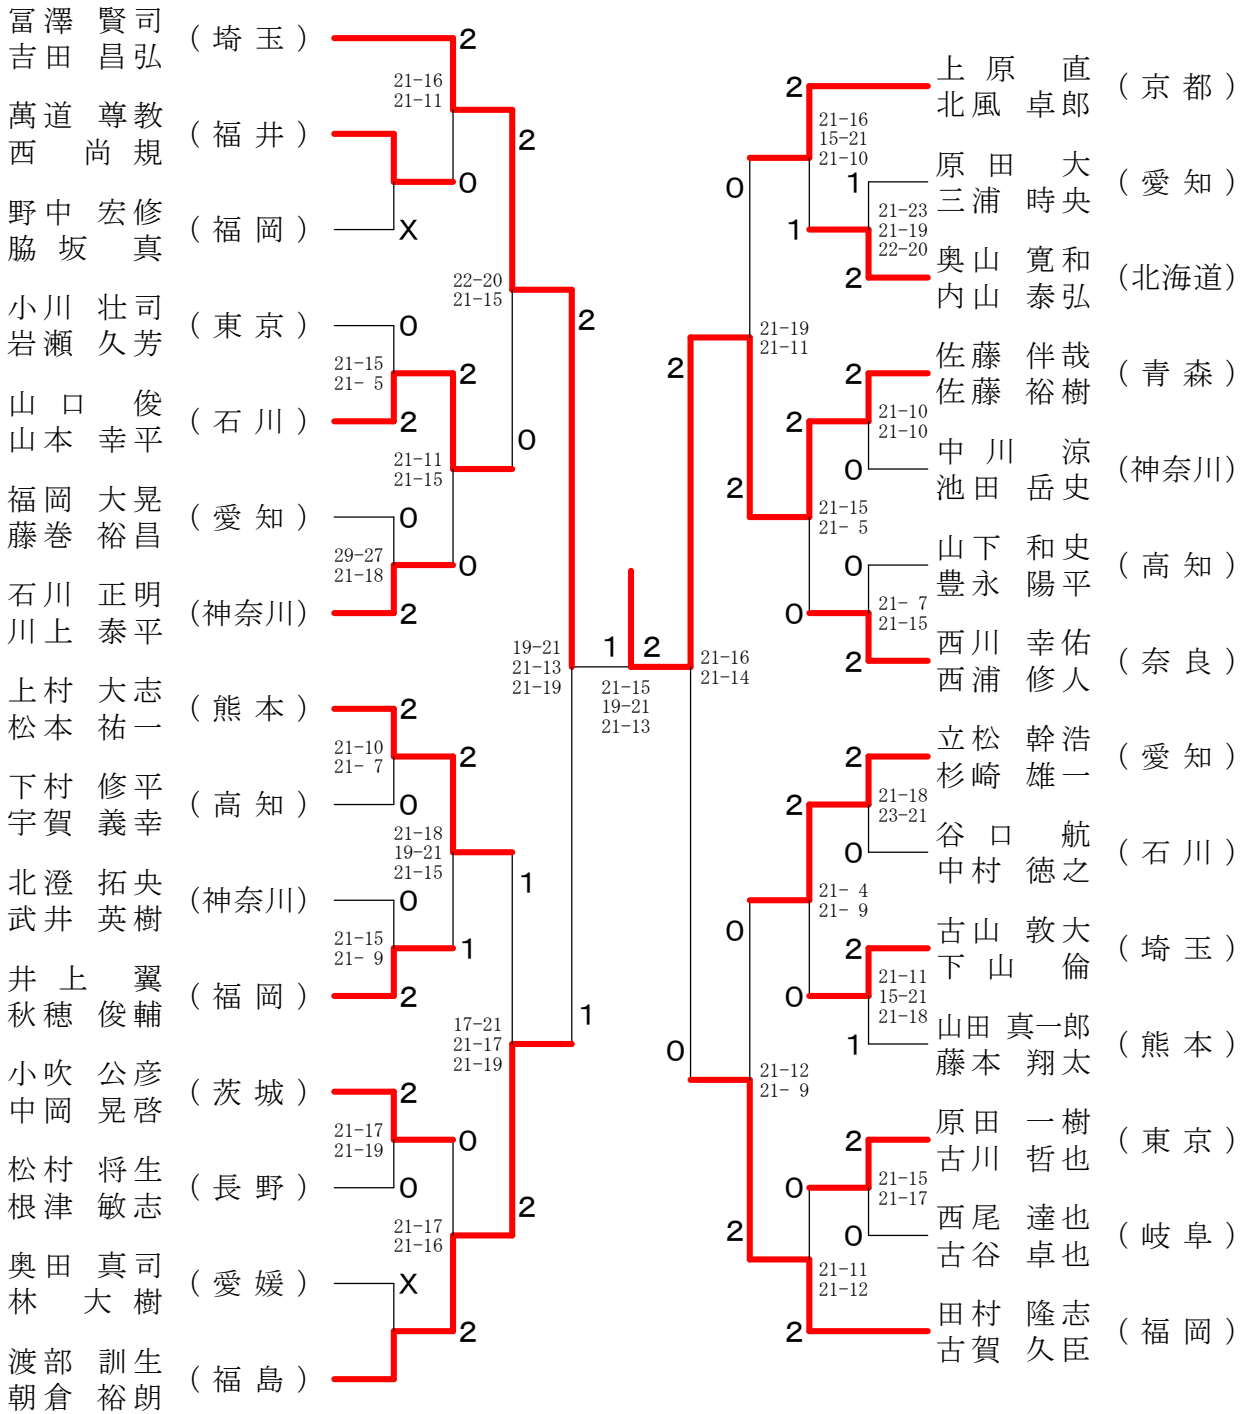 冨澤 賢司
吉田 昌弘
(埼玉)
2
21-16
21-11
萬道 尊教
西 尚規
(福井)
2
0
野中 宏修
脇坂 真
(福岡)
X
22-20
21-15
2
小川 壮司
岩瀬 久芳
(東京)
0
21-15
21- 5
2
山口 俊
山本 幸平
(石川)
2
0
21-11
21-15
福岡 大晃
藤巻 裕昌
(愛知)
0
29-27
21-18
0
石川 正明
川上 泰平
(神奈川)
2
19-21
21-13
21-19
上村 大志
松本 祐一
(熊本)
2
21-10
21- 7
2
下村 修平
宇賀 義幸
(高知)
0
21-18
19-21
21-15
1
北澄 拓央
武井 英樹
(神奈川)
0
21-15
21- 9
1
井上 翼
秋穂 俊輔
(福岡)
2
17-21
21-17
21-19
1
小吹 公彦
中岡 晃啓
(茨城)
2
21-17
21-19
0
松村 将生
根津 敏志
(長野)
0
2
21-17
21-16
奥田 真司
林 大樹
(愛媛)
X
2
渡部 訓生
朝倉 裕朗
(福島)
1
2
21-15
19-21
21-13
2
上原 直
北風 卓郎
(京都)
21-16
15-21
21-10
0
1
原田 大
三浦 時央
(愛知)
21-23
21-19
22-20
1
2
奥山 寛和
内山 泰弘
(北海道)
21-19
21-11
2
2
佐藤 伴哉
佐藤 裕樹
(青森)
2
21-10
21-10
0
中川 涼
池田 岳史
(神奈川)
2
21-15
21- 5
0
山下 和史
豊永 陽平
(高知)
0
21- 7
21-15
2
西川 幸佑
西浦 修人
(奈良)
21-16
21-14
2
立松 幹浩
杉崎 雄一
(愛知)
2
21-18
23-21
0
谷口 航
中村 徳之
(石川)
21- 4
21- 9
0
2
古山 敦大
下山 倫
(埼玉)
0
21-11
15-21
21-18
1
山田 真一郎
藤本 翔太
(熊本)
0
21-12
21- 9
2
原田 一樹
古川 哲也
(東京)
0
21-15
21-17
2
0
西尾 達也
古谷 卓也
(岐阜)
21-11
21-12
2
田村 隆志
古賀 久臣
(福岡)